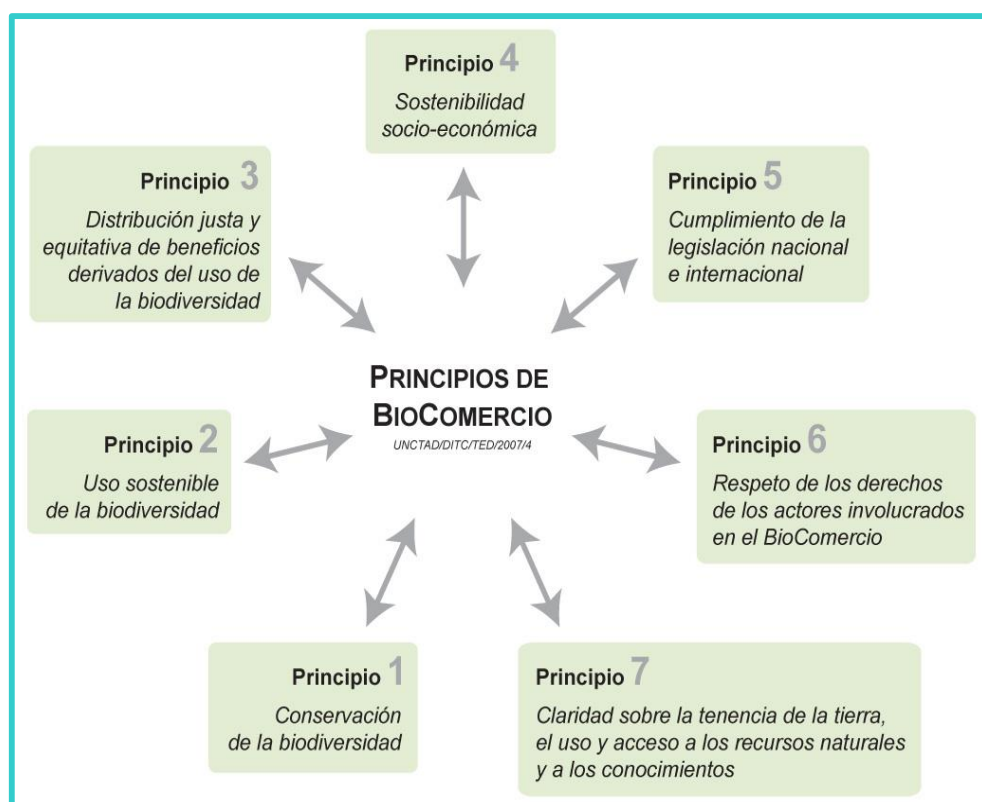 Principio 4
Sostenibilidad
socio-económica
Principio 3
Distribución justa y
equitativa de beneficios
derivados del uso de
la biodiversidad
Principio 5
Cumplimiento de la
legislación nacional
e internacional
PRINCIPIOS DE
BIOCOMERCIO
UNCTAD/DITC/TED/2007/4
Principio 2
Uso sostenible
de la biodiversidad
Principio 6
Respeto de los derechos
de los actores involucrados
en el BioComercio
Principio 1
Conservación
de la biodiversidad
Principio 7
Claridad sobre la tenencia de la tierra,
el uso y acceso a los recursos naturales
y a los conocimientos